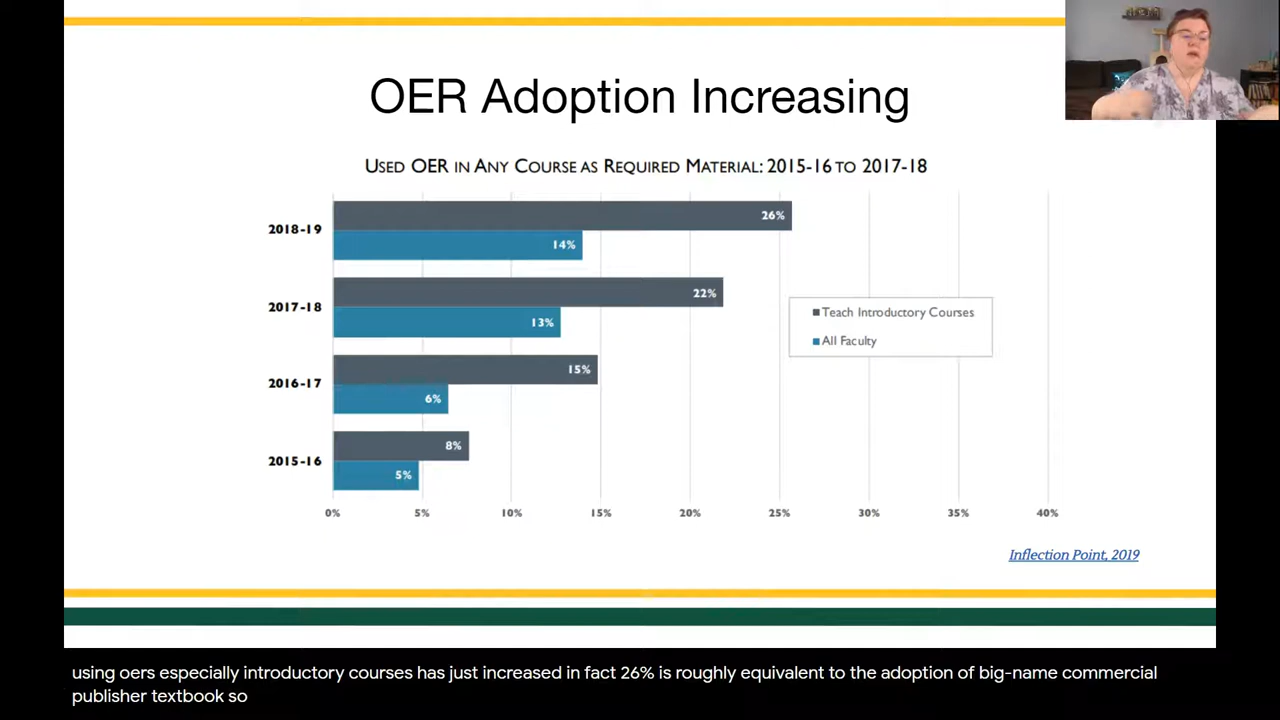 OER Adoption Increasing
USED OER IN ANY COURSE AS REQUIRED MATERIAL: 2015-16 TO 2017-18
2018-19
26%
14%
2017-18
22%
13%
Teach Introductory Courses
All Faculty
2016-17
15%
6%
2015-16
8%
5%
0% 5% 10% 15% 20% 25% 30% 35% 40%
Inflection Point, 2019
using oers especially introductory courses has just increased in fact 26% is roughly equivalent to the adoption of big-name commercial
publisher textbook so